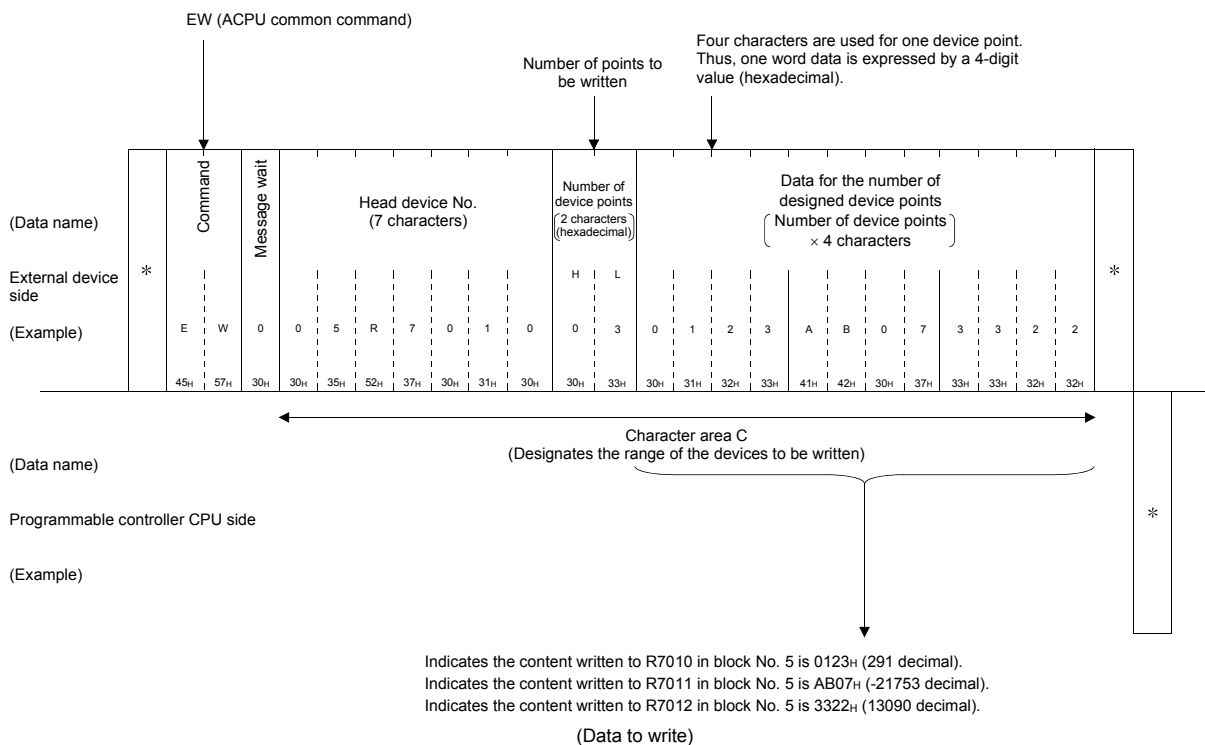 EW (ACPU common command)
Number of points to
be written
Four characters are used for one device point.
Thus, one word data is expressed by a 4-digit
value (hexadecimal).
(Data name)
External device
side
(Example)
*
Command
Message wait
Head device No.
(7 characters)
Number of
device points
2 characters
(hexadecimal)
Data for the number of
designed device points
Number of device points
× 4 characters
*
H L
E W 0 0 5 R 7 0 1 0 0 3 0 1 2 3 A B 0 7 3 3 2 2
45H 57H 30H 30H 35H 52H 37H 30H 31H 30H 30H 33H 30H 31H 32H 33H 41H 42H 30H 37H 33H 33H 32H 32H
Character area C
(Designates the range of the devices to be written)
(Data name)
Programmable controller CPU side
*
(Example)
Indicates the content written to R7010 in block No. 5 is 0123H (291 decimal).
Indicates the content written to R7011 in block No. 5 is AB07H (-21753 decimal).
Indicates the content written to R7012 in block No. 5 is 3322H (13090 decimal).
(Data to write)